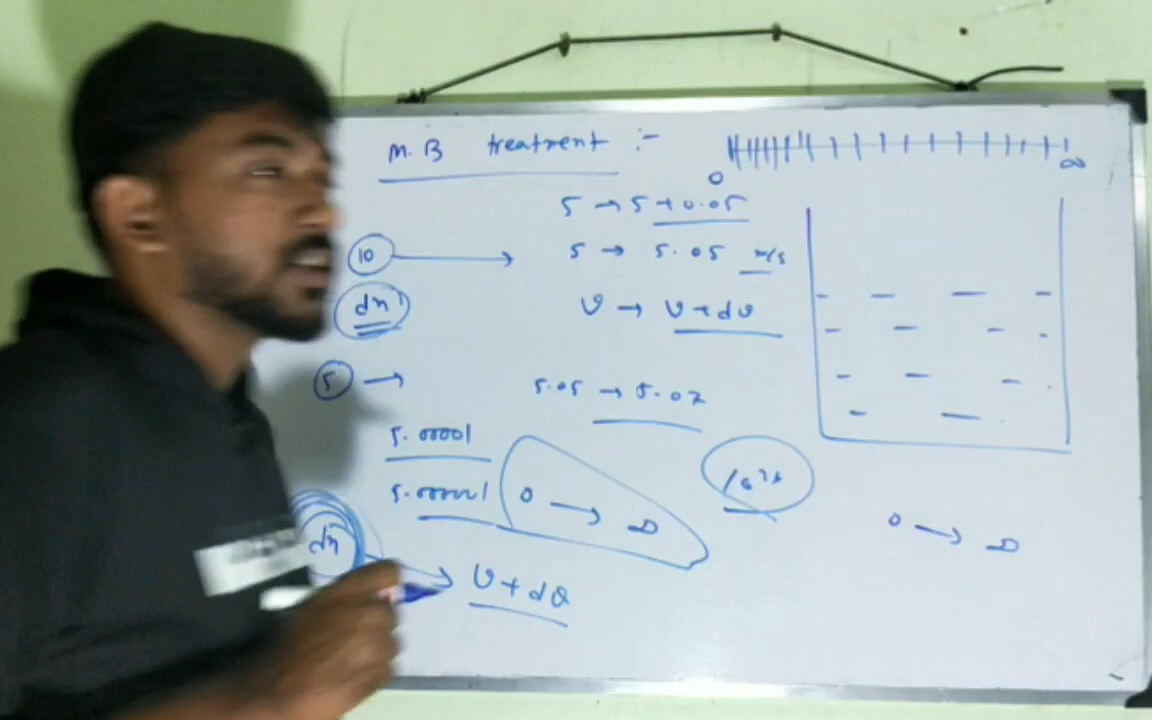 M.B treatment :-
0 ∞
5 → 5 + 0.05
10 → 5 → 5.05 m/s
dn v → v + dv
5 → 5.05 → 5.07
5.00001
5.000001 0 → ∞
0 → ∞
dn → v + dv